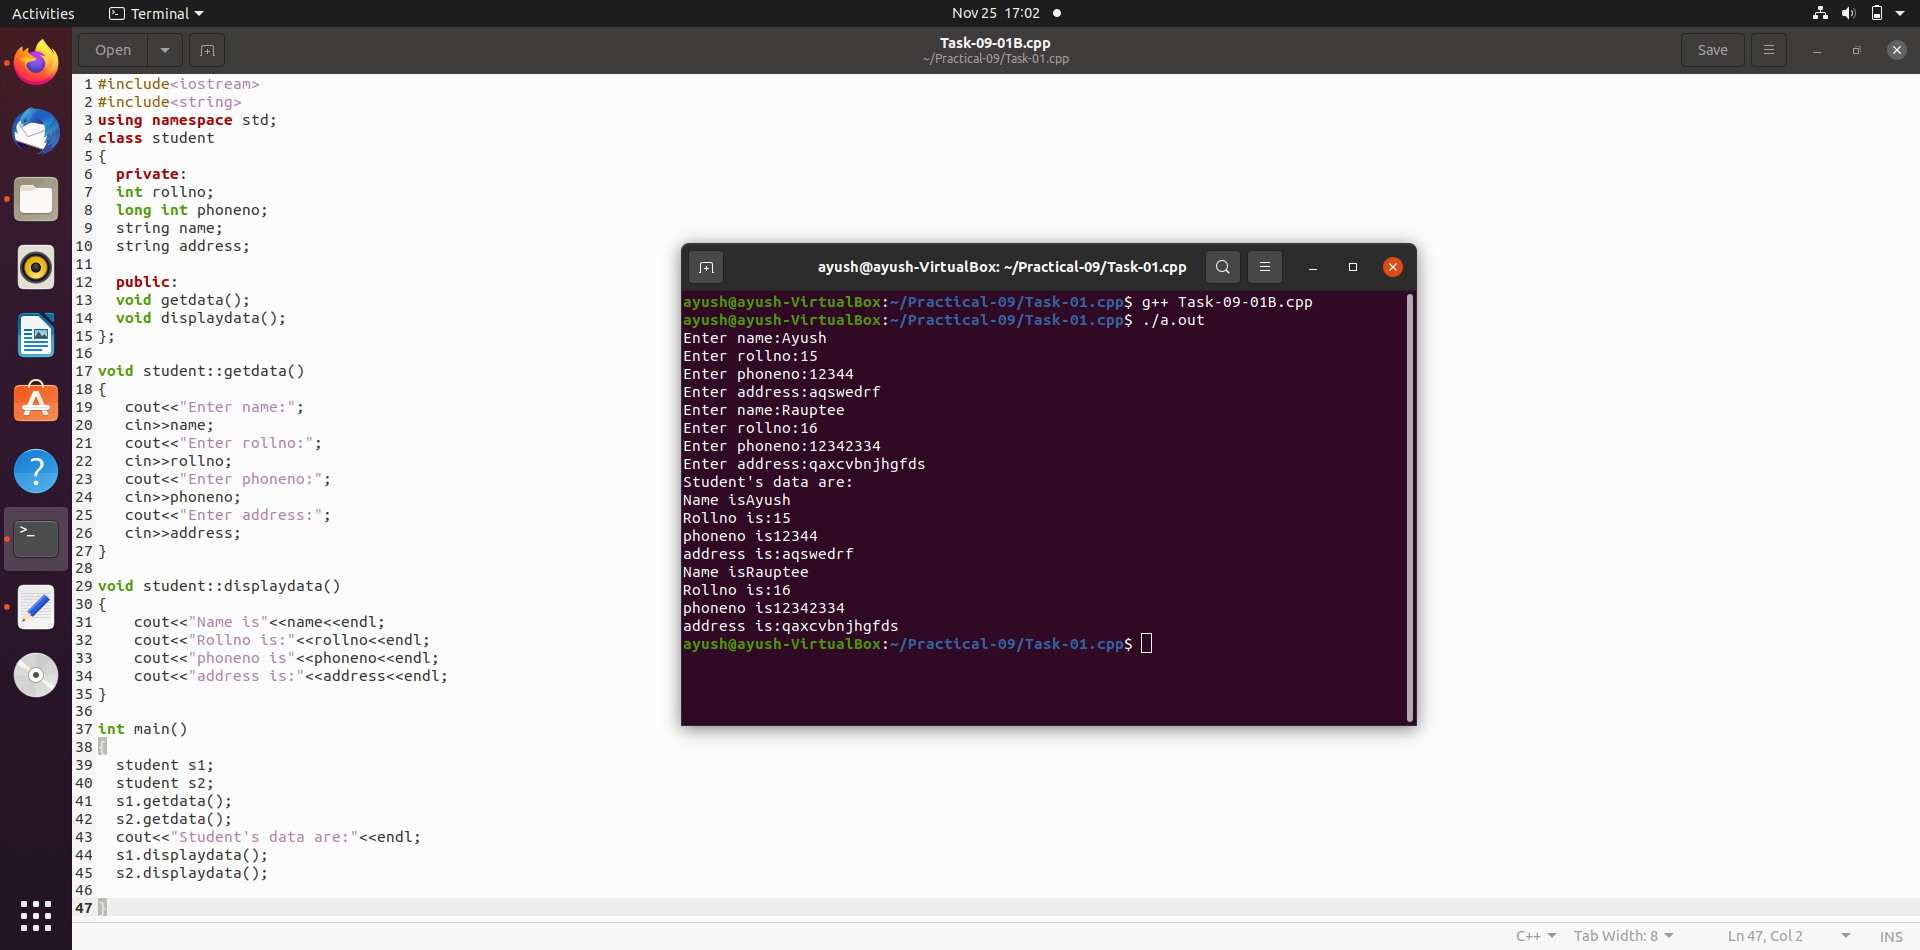 Activities
Terminal
Nov 25 17:02
Open
Task-09-01B.cpp
~/Practical-09/Task-01.cpp
Save
1 #include<iostream>
2 #include<string>
3 using namespace std;
4 class student
5 {
6   private:
7   int rollno;
8   long int phoneno;
9   string name;
10   string address;
11
12   public:
13   void getdata();
14   void displaydata();
15 };
16
17 void student::getdata()
18 {
19    cout<<"Enter name:";
20    cin>>name;
21    cout<<"Enter rollno:";
22    cin>>rollno;
23    cout<<"Enter phoneno:";
24    cin>>phoneno;
25    cout<<"Enter address:";
26    cin>>address;
27 }
28
29 void student::displaydata()
30 {
31     cout<<"Name is"<<name<<endl;
32     cout<<"Rollno is:"<<rollno<<endl;
33     cout<<"phoneno is"<<phoneno<<endl;
34     cout<<"address is:"<<address<<endl;
35 }
36
37 int main()
38 {
39   student s1;
40   student s2;
41   s1.getdata();
42   s2.getdata();
43   cout<<"Student's data are:"<<endl;
44   s1.displaydata();
45   s2.displaydata();
46
47 }
ayush@ayush-VirtualBox: ~/Practical-09/Task-01.cpp
ayush@ayush-VirtualBox:~/Practical-09/Task-01.cpp$ g++ Task-09-01B.cpp
ayush@ayush-VirtualBox:~/Practical-09/Task-01.cpp$ ./a.out
Enter name:Ayush
Enter rollno:15
Enter phoneno:12344
Enter address:aqswedrf
Enter name:Rauptee
Enter rollno:16
Enter phoneno:12342334
Enter address:qaxcvbnjhgfds
Student's data are:
Name isAyush
Rollno is:15
phoneno is12344
address is:aqswedrf
Name isRauptee
Rollno is:16
phoneno is12342334
address is:qaxcvbnjhgfds
ayush@ayush-VirtualBox:~/Practical-09/Task-01.cpp$
C++
Tab Width: 8
Ln 47, Col 2
INS